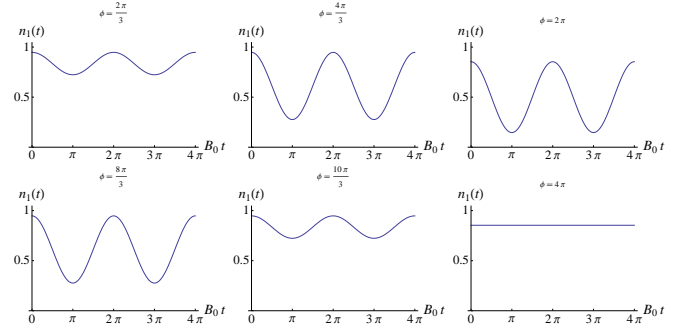 ϕ = 2π/3
n₁(t)
1
0.5
0 π 2π 3π 4π B₀ t
ϕ = 4π/3
n₁(t)
1
0.5
0 π 2π 3π 4π B₀ t
ϕ = 2π
n₁(t)
1
0.5
0 π 2π 3π 4π B₀ t
ϕ = 8π/3
n₁(t)
1
0.5
0 π 2π 3π 4π B₀ t
ϕ = 10π/3
n₁(t)
1
0.5
0 π 2π 3π 4π B₀ t
ϕ = 4π
n₁(t)
1
0.5
0 π 2π 3π 4π B₀ t